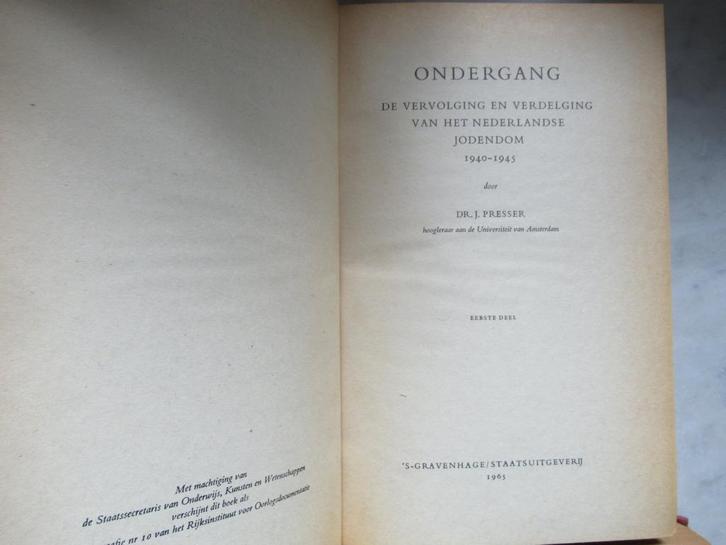 Met machtiging van
de Staatssecretaris van Onderwijs, Kunsten en Wetenschappen
verschijnt dit boek als
nr 10 van het Rijksinstituut voor Oorlogsdocumentatie
ONDERGANG
DE VERVOLGING EN VERDELGING
VAN HET NEDERLANDSE
JODENDOM
1940-1945
door
DR. J. PRESSER
hoogleraar aan de Universiteit van Amsterdam
EERSTE DEEL
'S-GRAVENHAGE/STAATSUITGEVERIJ
1965